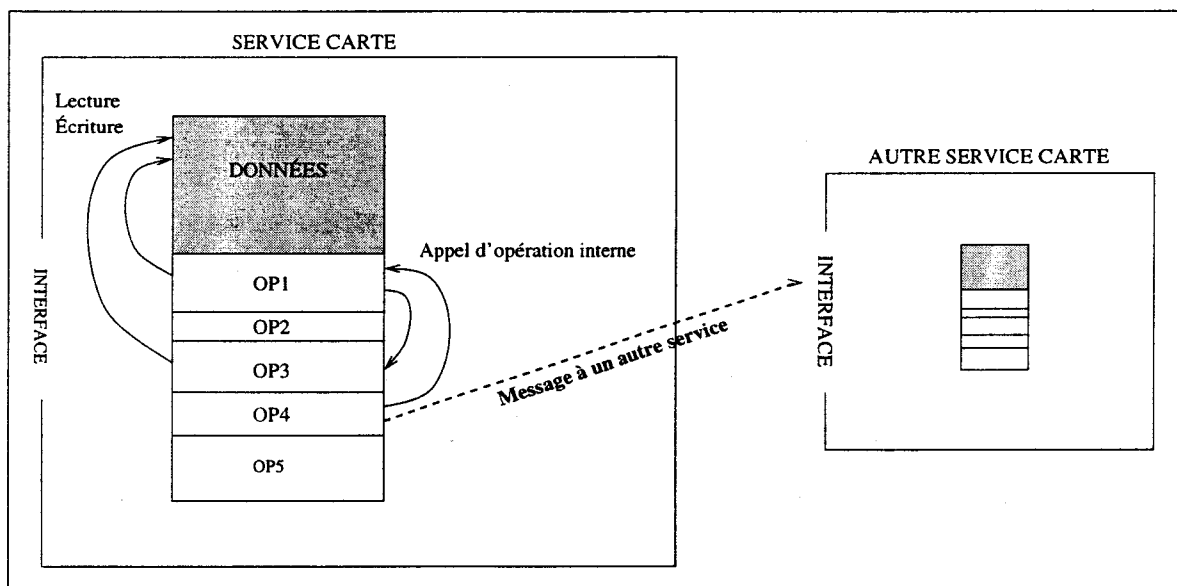 SERVICE CARTE
Lecture
Écriture
DONNÉES
AUTRE SERVICE CARTE
Appel d'opération interne
INTERFACE
OP1
OP2
OP3
OP4
OP5
Message à un autre service
INTERFACE